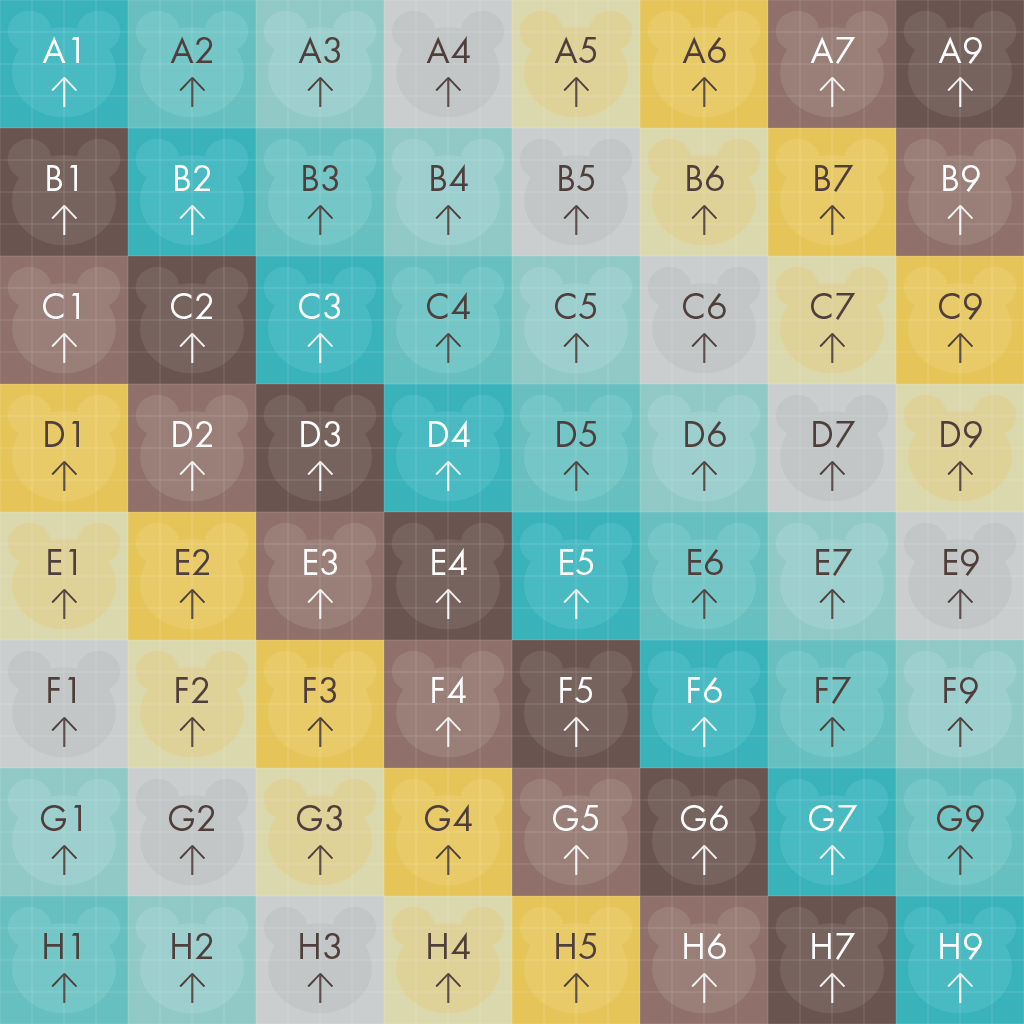 A1 A2 A3 A4 A5 A6 A7 A9
↑ ↑ ↑ ↑ ↑ ↑ ↑ ↑
B1 B2 B3 B4 B5 B6 B7 B9
↑ ↑ ↑ ↑ ↑ ↑ ↑ ↑
C1 C2 C3 C4 C5 C6 C7 C9
↑ ↑ ↑ ↑ ↑ ↑ ↑ ↑
D1 D2 D3 D4 D5 D6 D7 D9
↑ ↑ ↑ ↑ ↑ ↑ ↑ ↑
E1 E2 E3 E4 E5 E6 E7 E9
↑ ↑ ↑ ↑ ↑ ↑ ↑ ↑
F1 F2 F3 F4 F5 F6 F7 F9
↑ ↑ ↑ ↑ ↑ ↑ ↑ ↑
G1 G2 G3 G4 G5 G6 G7 G9
↑ ↑ ↑ ↑ ↑ ↑ ↑ ↑
H1 H2 H3 H4 H5 H6 H7 H9
↑ ↑ ↑ ↑ ↑ ↑ ↑ ↑